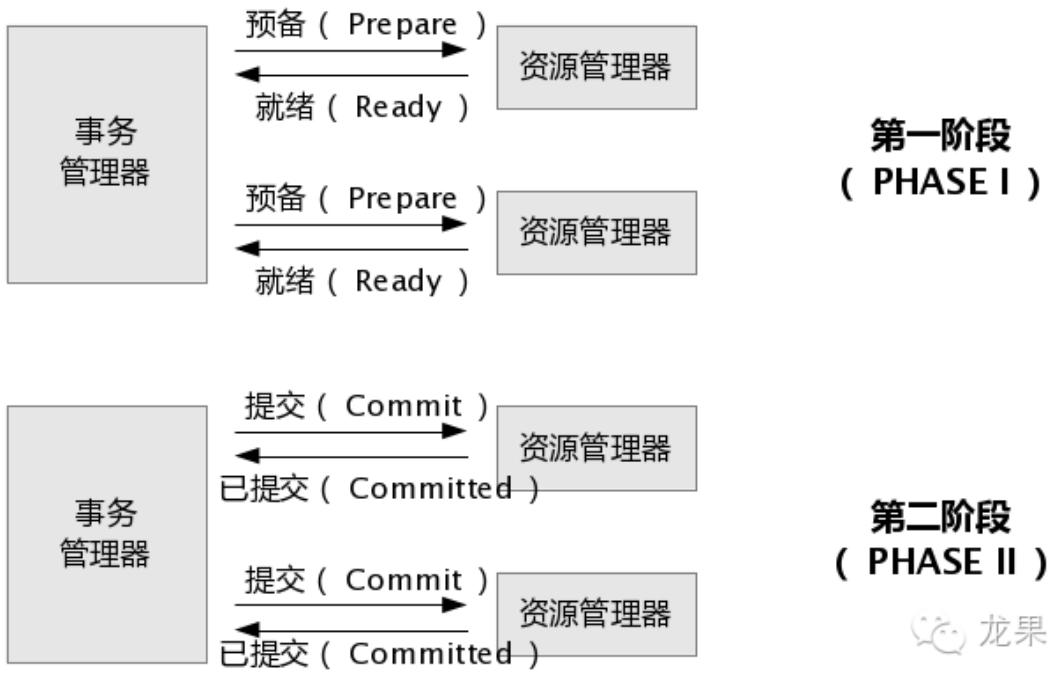 预备（ Prepare ）
资源管理器
就绪（ Ready ）
事务
管理器
第一阶段
（ PHASE I ）
预备（ Prepare ）
资源管理器
就绪（ Ready ）
提交（ Commit ）
资源管理器
已提交（ Committed ）
事务
管理器
第二阶段
（ PHASE II ）
提交（ Commit ）
资源管理器
已提交（ Committed ）
龙果